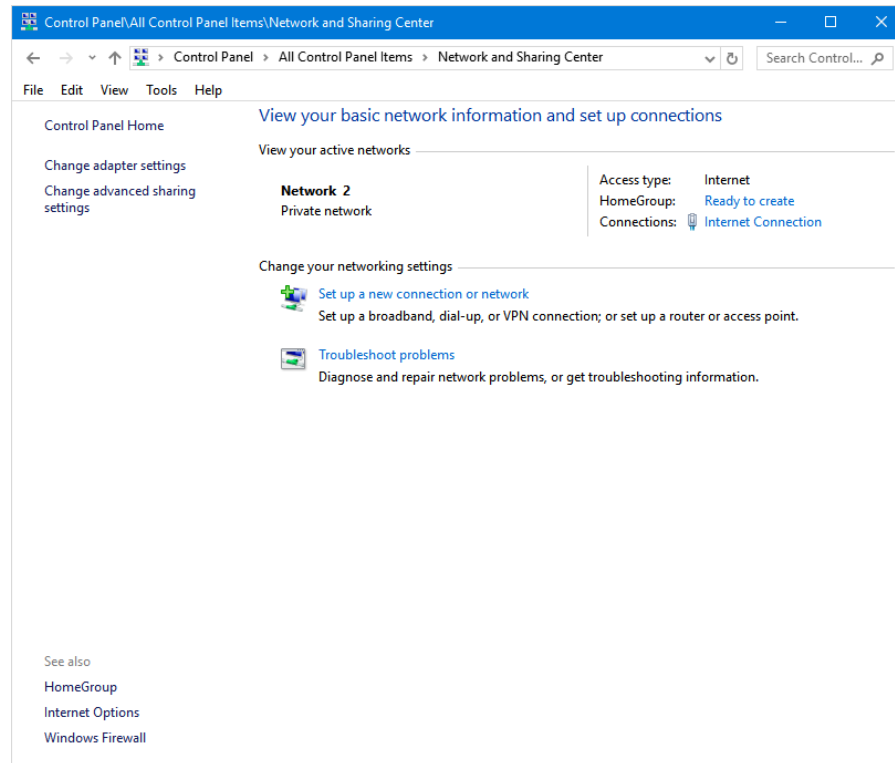 Control Panel\All Control Panel Items\Network and Sharing Center
Control Panel > All Control Panel Items > Network and Sharing Center
Search Control...
File Edit View Tools Help
Control Panel Home
Change adapter settings
Change advanced sharing
settings
View your basic network information and set up connections
View your active networks
Network 2
Private network
Access type: Internet
HomeGroup: Ready to create
Connections: Internet Connection
Change your networking settings
Set up a new connection or network
Set up a broadband, dial-up, or VPN connection; or set up a router or access point.
Troubleshoot problems
Diagnose and repair network problems, or get troubleshooting information.
See also
HomeGroup
Internet Options
Windows Firewall